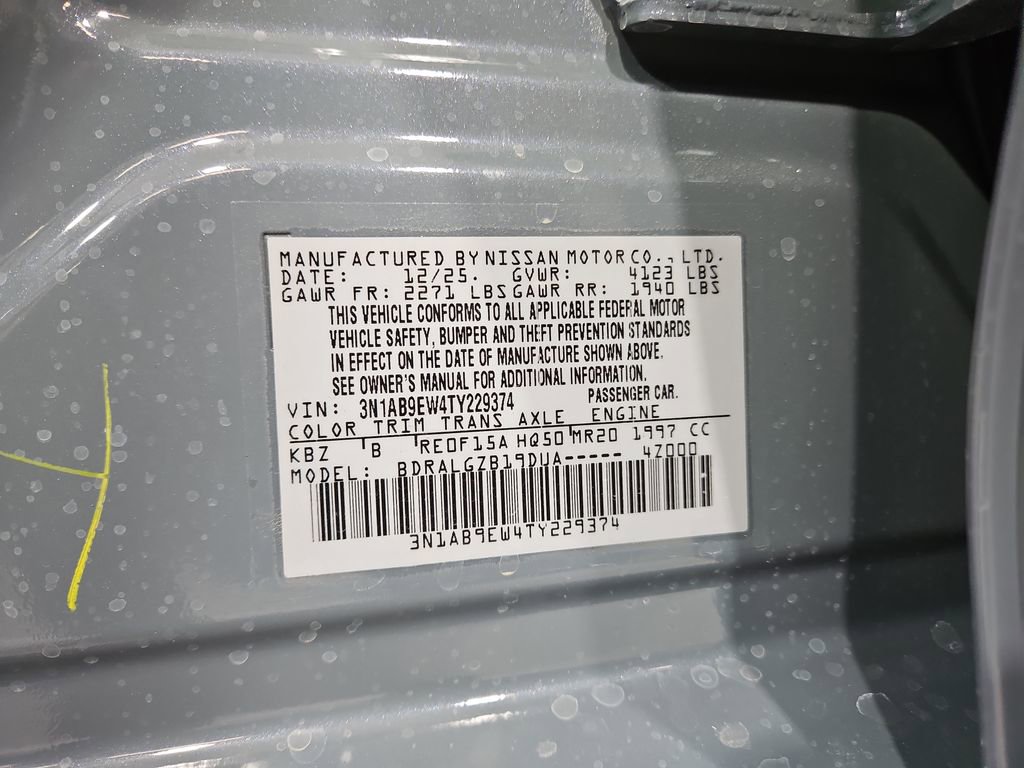 MANUFACTURED BY NISSAN MOTOR CO., LTD.
DATE: 12/25. GVWR: 4123 LBS
GAWR FR: 2271 LBS GAWR RR: 1940 LBS
THIS VEHICLE CONFORMS TO ALL APPLICABLE FEDERAL MOTOR
VEHICLE SAFETY, BUMPER AND THEFT PREVENTION STANDARDS
IN EFFECT ON THE DATE OF MANUFACTURE SHOWN ABOVE.
SEE OWNER'S MANUAL FOR ADDITIONAL INFORMATION.
VIN: 3N1AB9EW4TY229374 PASSENGER CAR.
COLOR TRIM TRANS AXLE ENGINE
KBZ B RE0F15A HQ50 MR20 1997 CC
MODEL: BDRALGZB19DUA----- 4Z000
3N1AB9EW4TY229374